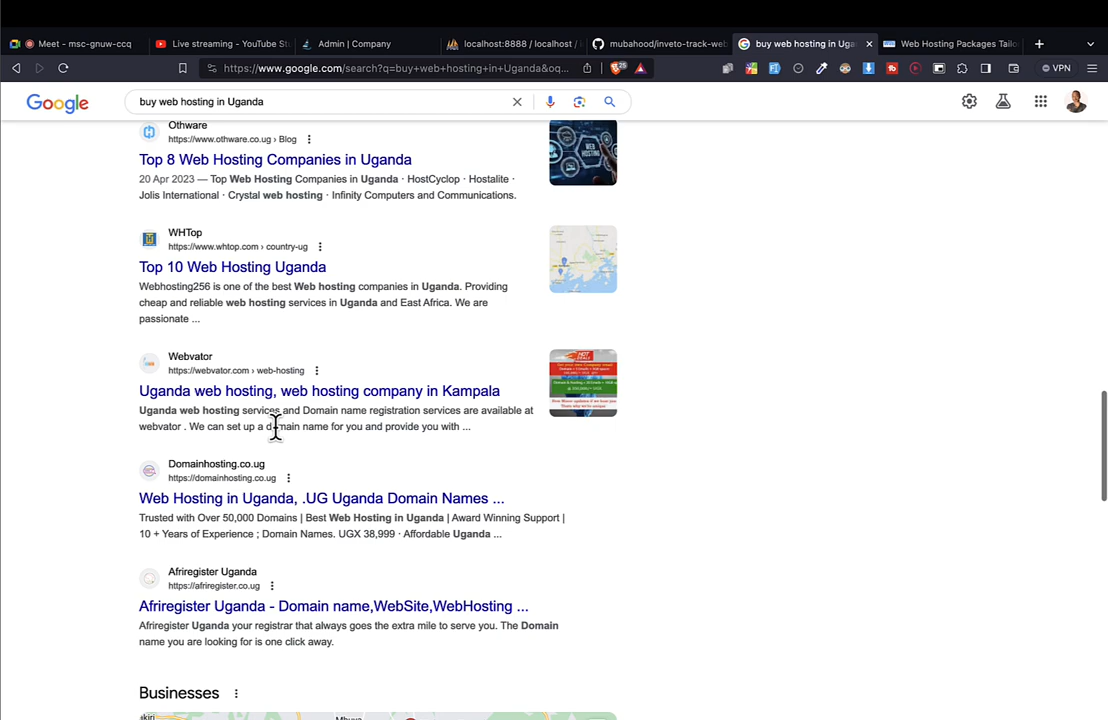 Meet - msc-gnuw-ccq
Live streaming - YouTube Stu
Admin | Company
localhost:8888 / localhost / i
mubahood/inveto-track-web
buy web hosting in Uga
Web Hosting Packages Tailo
https://www.google.com/search?q=buy+web+hosting+in+Uganda&oq...
25
VPN
Google
buy web hosting in Uganda
Othware
https://www.othware.co.ug › Blog
Top 8 Web Hosting Companies in Uganda
20 Apr 2023 — Top Web Hosting Companies in Uganda · HostCyclop · Hostalite ·
Jolis International · Crystal web hosting · Infinity Computers and Communications.
WHTop
https://www.whtop.com › country-ug
Top 10 Web Hosting Uganda
Webhosting256 is one of the best Web hosting companies in Uganda. Providing
cheap and reliable web hosting services in Uganda and East Africa. We are
passionate ...
Webvator
https://webvator.com › web-hosting
Uganda web hosting, web hosting company in Kampala
Uganda web hosting services and Domain name registration services are available at
webvator . We can set up a domain name for you and provide you with ...
Domainhosting.co.ug
https://domainhosting.co.ug
Web Hosting in Uganda, .UG Uganda Domain Names ...
Trusted with Over 50,000 Domains | Best Web Hosting in Uganda | Award Winning Support |
10 + Years of Experience ; Domain Names. UGX 38,999 · Affordable Uganda ...
Afriregister Uganda
https://afriregister.co.ug
Afriregister Uganda - Domain name,WebSite,WebHosting ...
Afriregister Uganda your registrar that always goes the extra mile to serve you. The Domain
name you are looking for is one click away.
Businesses